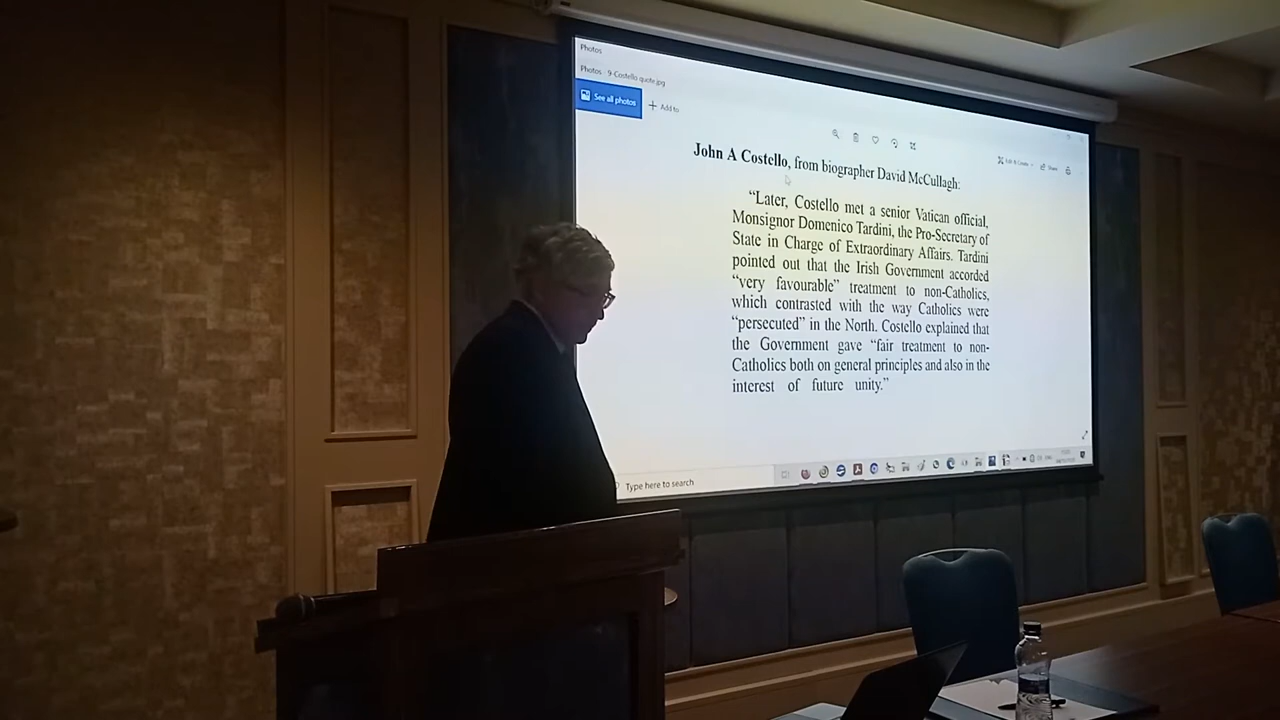 Photos
Photos - 9-Costello quote.jpg
See all photos
Add to
Edit & Create
Share
John A Costello, from biographer David McCullagh:
“Later, Costello met a senior Vatican official,
Monsignor Domenico Tardini, the Pro-Secretary of
State in Charge of Extraordinary Affairs. Tardini
pointed out that the Irish Government accorded
“very favourable” treatment to non-Catholics,
which contrasted with the way Catholics were
“persecuted” in the North. Costello explained that
the Government gave “fair treatment to non-
Catholics both on general principles and also in the
interest of future unity.”
Type here to search